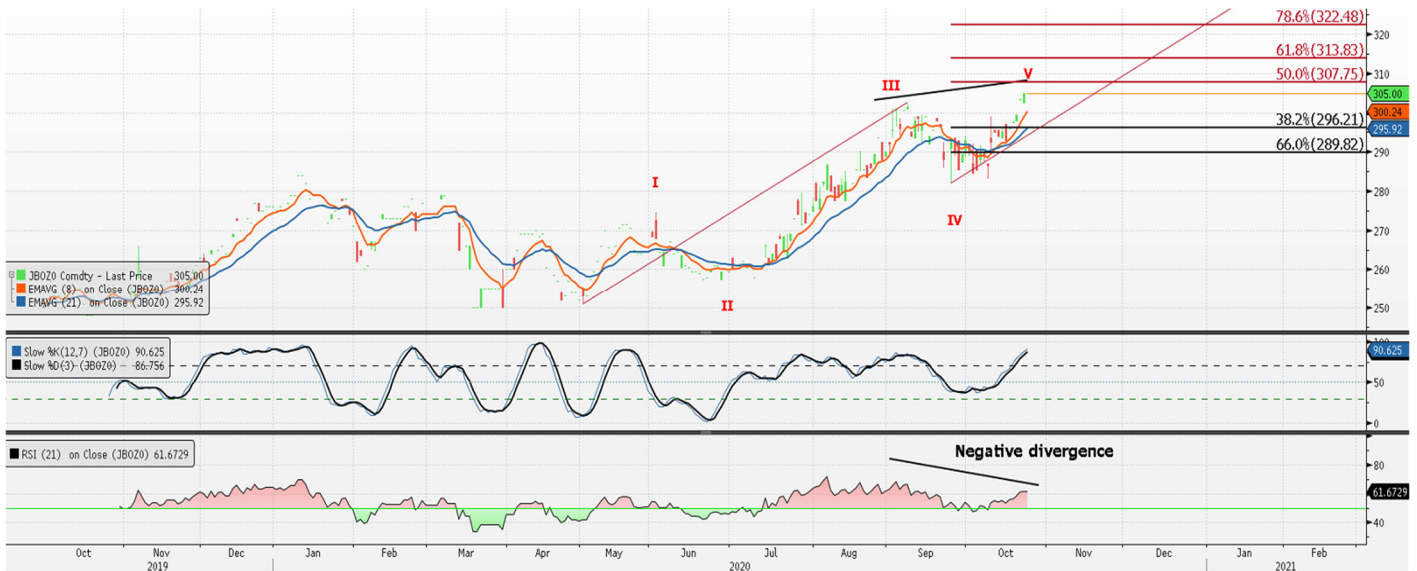 78.6%(322.48)
320
61.8%(313.83)
310
50.0%(307.75)
V
III
305.00
300.24
38.2%(296.21)
295.92
66.0%(289.82)
290
280
I
IV
270
JBOZ0 Comdty - Last Price 305.00
EMAVG (8) on Close (JBOZ0) 300.24
EMAVG (21) on Close (JBOZ0) 295.92
260
II
250
Slow %K(12,7) (JBOZ0) 90.625
Slow %D(3) (JBOZ0) 86.756
100
90.625
50
0
RSI (21) on Close (JBOZ0) 61.6729
Negative divergence
80
61.6729
40
Oct Nov Dec Jan Feb Mar Apr May Jun Jul Aug Sep Oct Nov Dec Jan Feb
2019 2020 2021